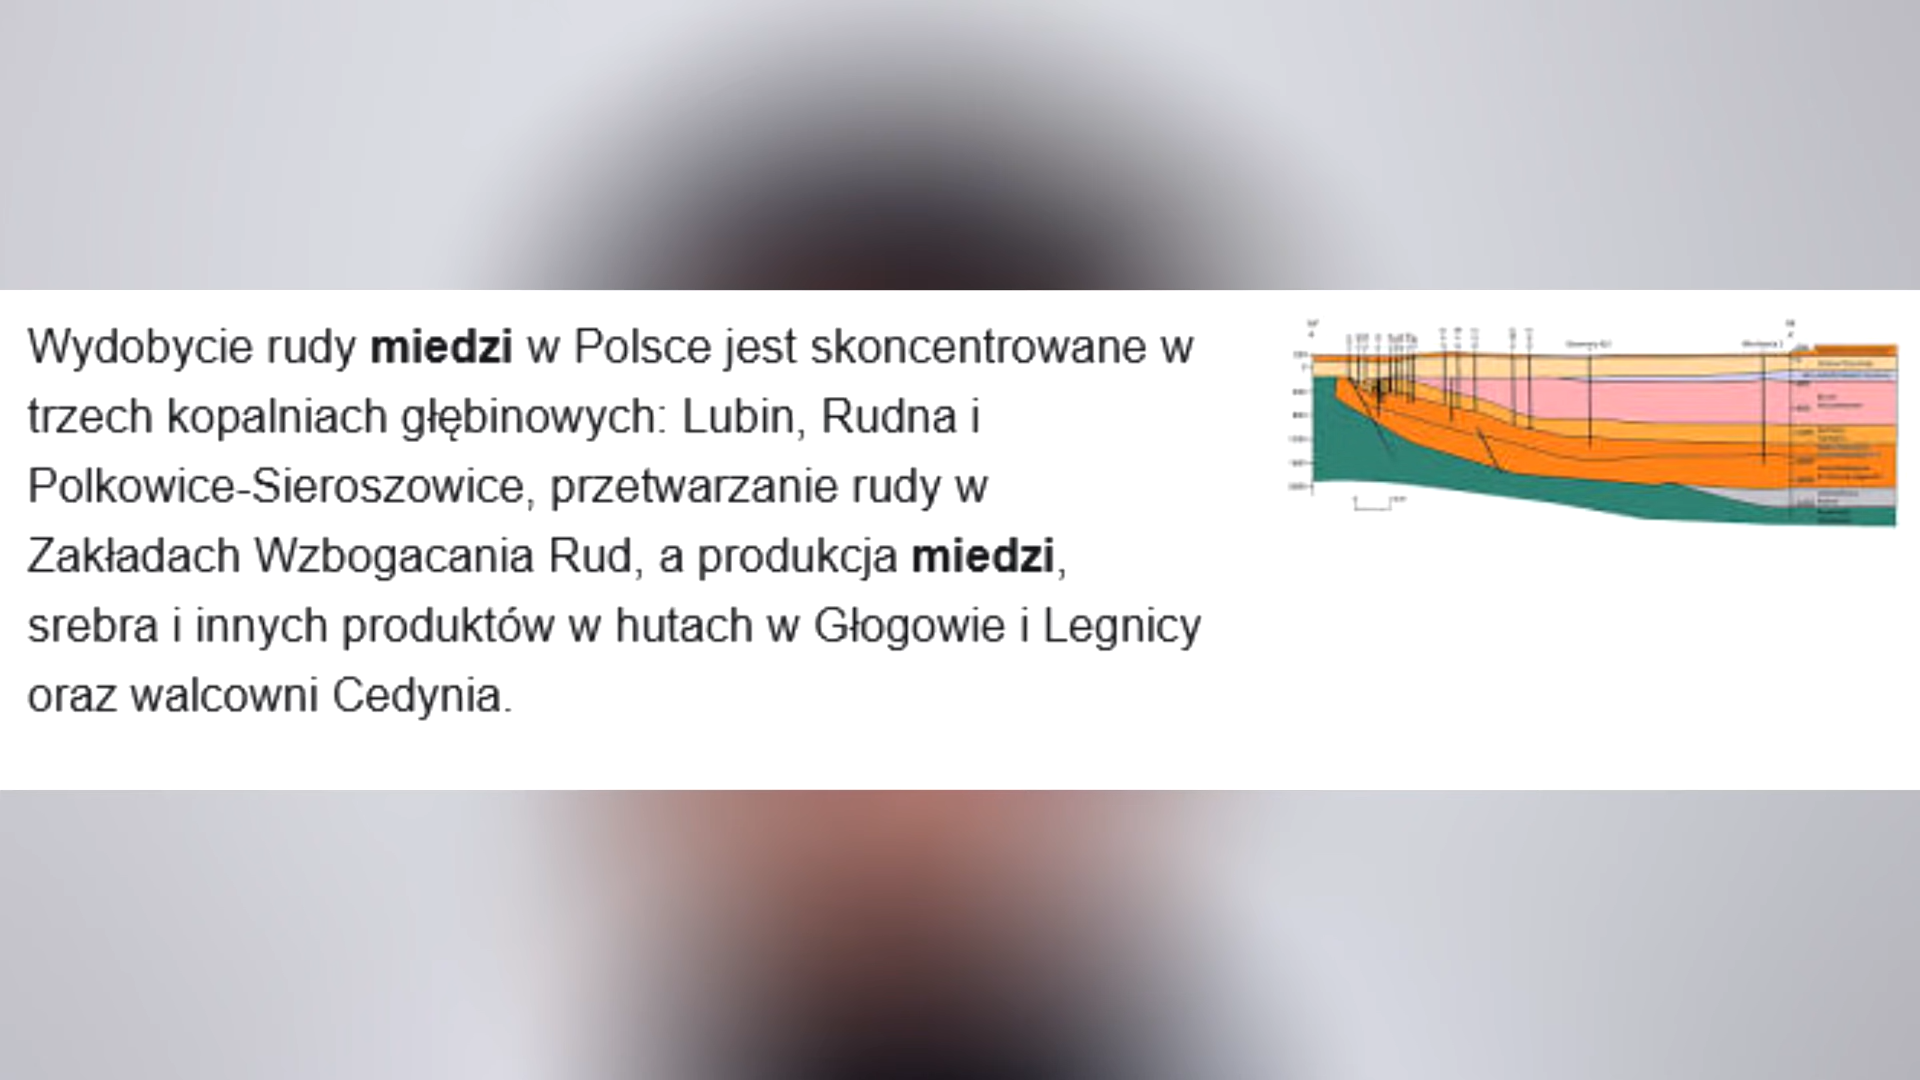 Wydobycie rudy miedzi w Polsce jest skoncentrowane w
trzech kopalniach głębinowych: Lubin, Rudna i
Polkowice-Sieroszowice, przetwarzanie rudy w
Zakładach Wzbogacania Rud, a produkcja miedzi,
srebra i innych produktów w hutach w Głogowie i Legnicy
oraz walcowni Cedynia.